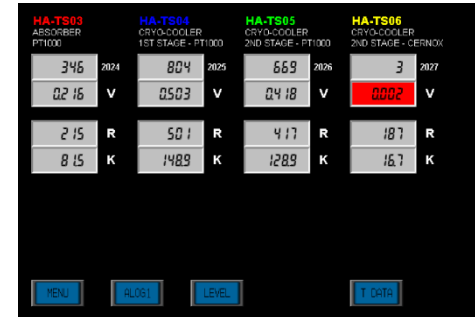 HA-TS03 HA-TS04 HA-TS05 HA-TS06
ABSORBER CRYO-COOLER CRYO-COOLER CRYO-COOLER
PT1000 1ST STAGE - PT1000 2ND STAGE - PT1000 2ND STAGE - CERNOX
346 2024 804 2025 669 2026 3 2027
0.216 V 0.503 V 0.418 V 0.002 V
215 R 501 R 417 R 187 R
81.5 K 148.9 K 128.9 K 16.7 K
MENU ALOG1 LEVEL T DATA